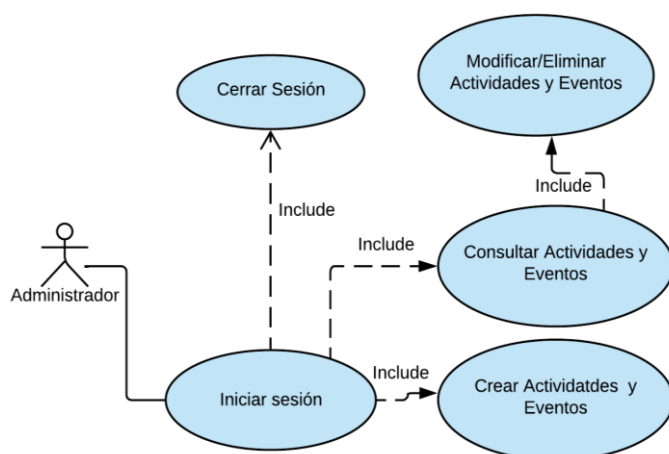 Modificar/Eliminar
Actividades y Eventos
Cerrar Sesión
Include
Include
Include
Consultar Actividades y
Eventos
Administrador
Include
Iniciar sesión
Crear Actividatdes y
Eventos